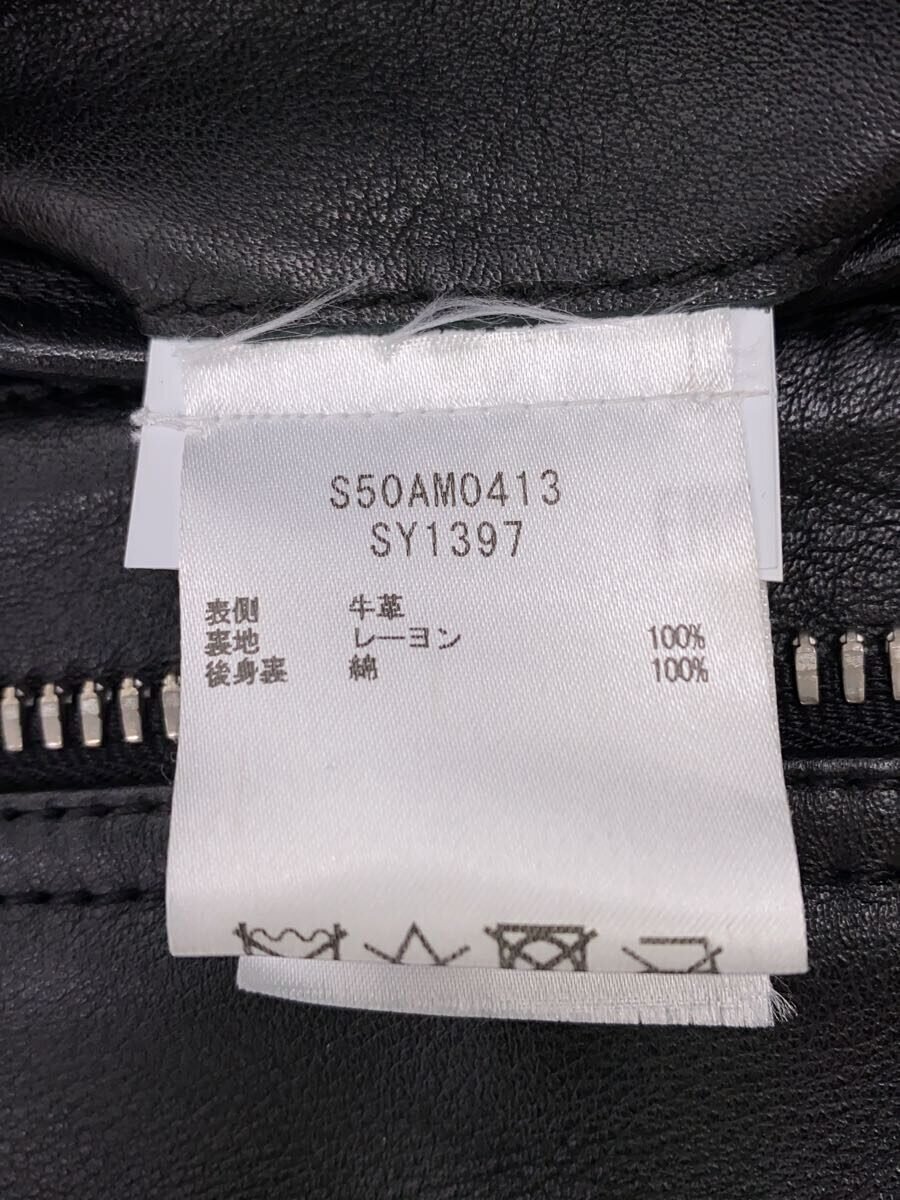 S50AM0413
SY1397
表側 牛革
裏地 レーヨン 100%
後身裏 綿 100%